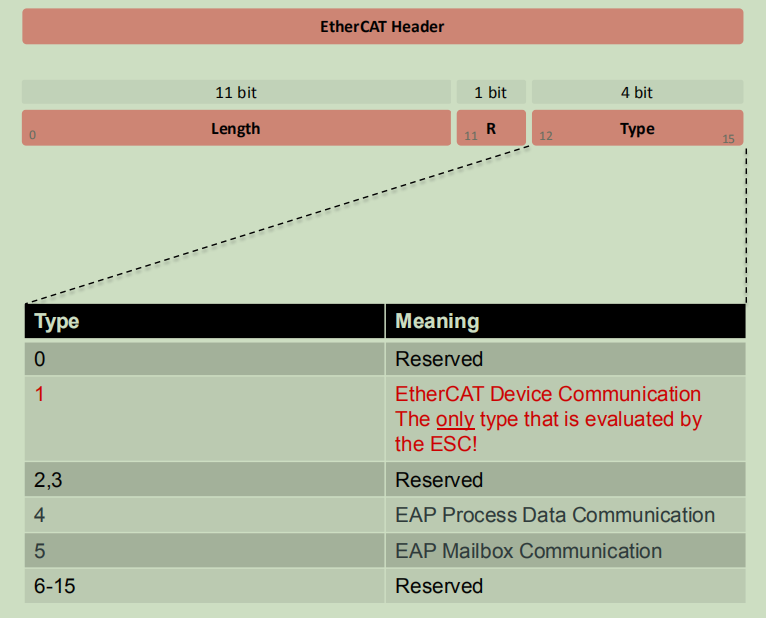 EtherCAT Header
11 bit
1 bit
4 bit
0
Length
11
R
12
Type
15
Type
Meaning
0
Reserved
1
EtherCAT Device Communication
The only type that is evaluated by
the ESC!
2,3
Reserved
4
EAP Process Data Communication
5
EAP Mailbox Communication
6-15
Reserved